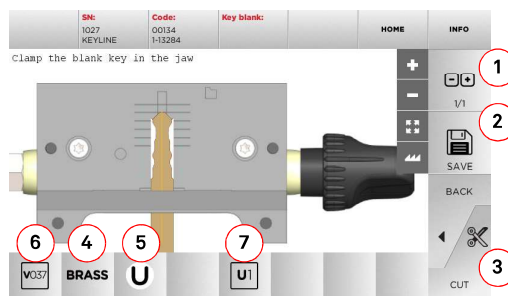 SN:
1027
KEYLINE
Code:
00134
1-13284
Key blank:
HOME
INFO
Clamp the blank key in the jaw
1
1/1
2
SAVE
BACK
3
CUT
6
V037
4
BRASS
5
U
7
U1